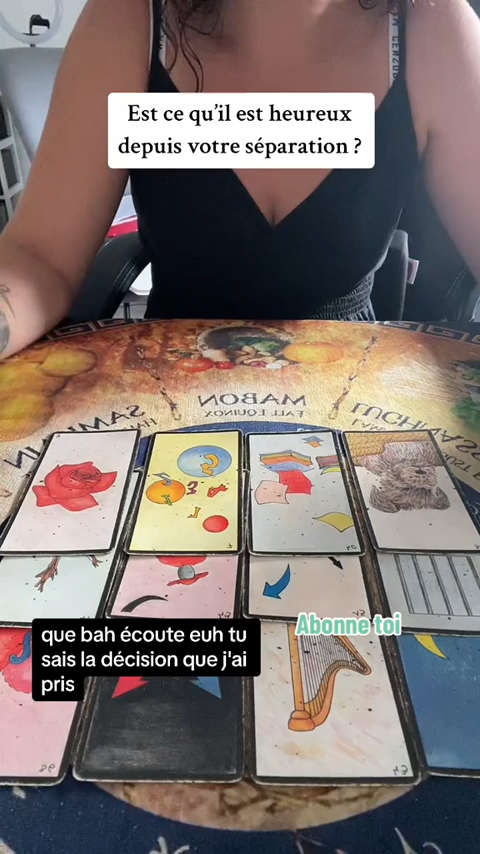 Est ce qu'il est heureux
depuis votre séparation ?
MABON
FALL EQUINOX
Abonne toi
que bah écoute euh tu
sais la décision que j'ai
pris